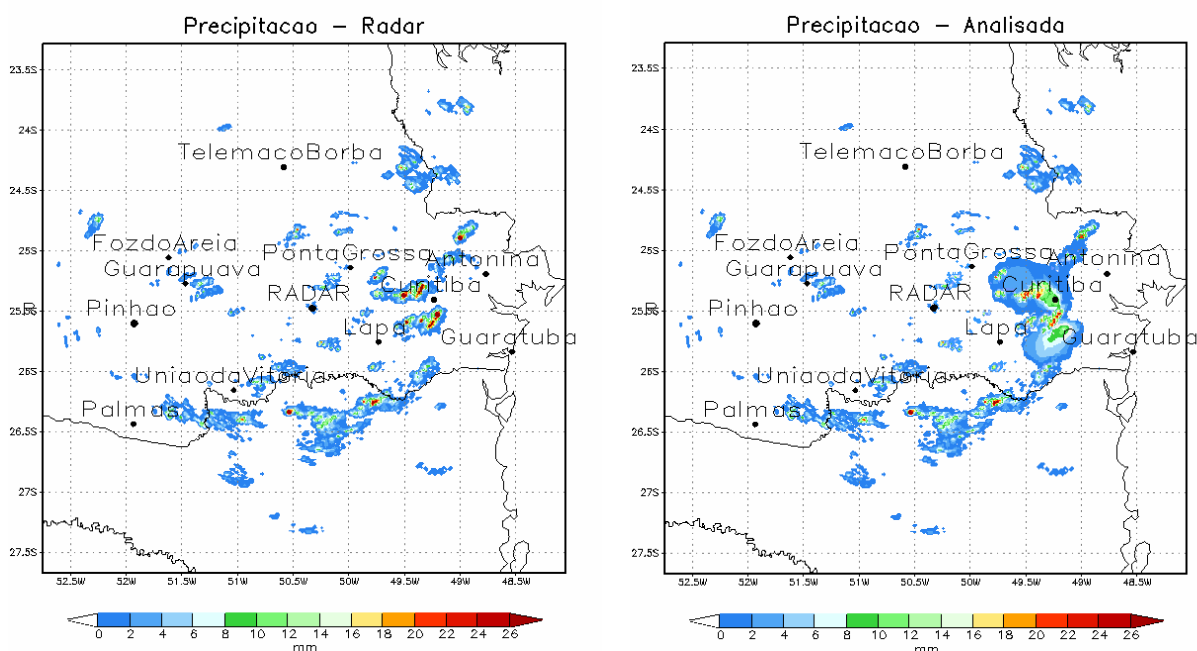 Precipitacao – Radar
23.5S
24S
TelemacoBorba
24.5S
25S
FozdoAreia
PontaGrossa
Antonina
Guarapuava
RADAR
Curitiba
25.5S
Pinhao
Lapa
Guaratuba
26S
UniaodaVitoria
Palmas
26.5S
27S
27.5S
52.5W 52W 51.5W 51W 50.5W 50W 49.5W 49W 48.5W
0 2 4 6 8 10 12 14 16 18 20 22 24 26
mm
Precipitacao – Analisada
23.5S
24S
TelemacoBorba
24.5S
25S
FozdoAreia
PontaGrossa
Antonina
Guarapuava
RADAR
Curitiba
25.5S
Pinhao
Lapa
Guaratuba
26S
UniaodaVitoria
Palmas
26.5S
27S
27.5S
52.5W 52W 51.5W 51W 50.5W 50W 49.5W 49W 48.5W
0 2 4 6 8 10 12 14 16 18 20 22 24 26
mm